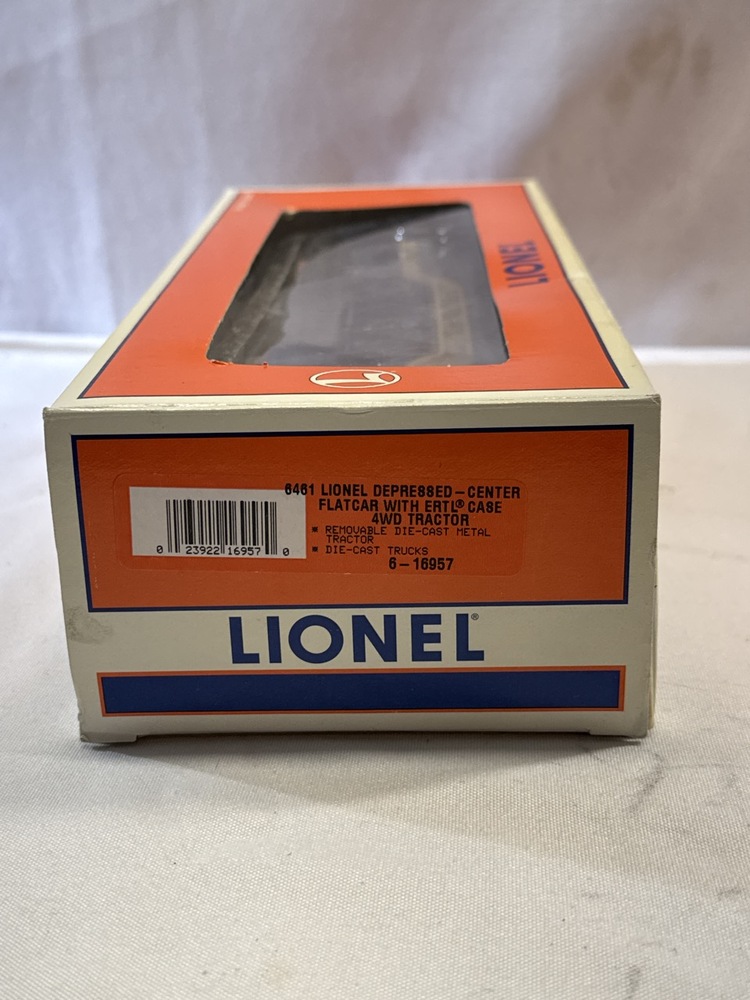 LIONEL
L
6461 LIONEL DEPRESSED-CENTER
FLATCAR WITH ERTL® CASE
4WD TRACTOR
▪ REMOVABLE DIE-CAST METAL
TRACTOR
▪ DIE-CAST TRUCKS
6-16957
0 23922 16957 0
LIONEL®